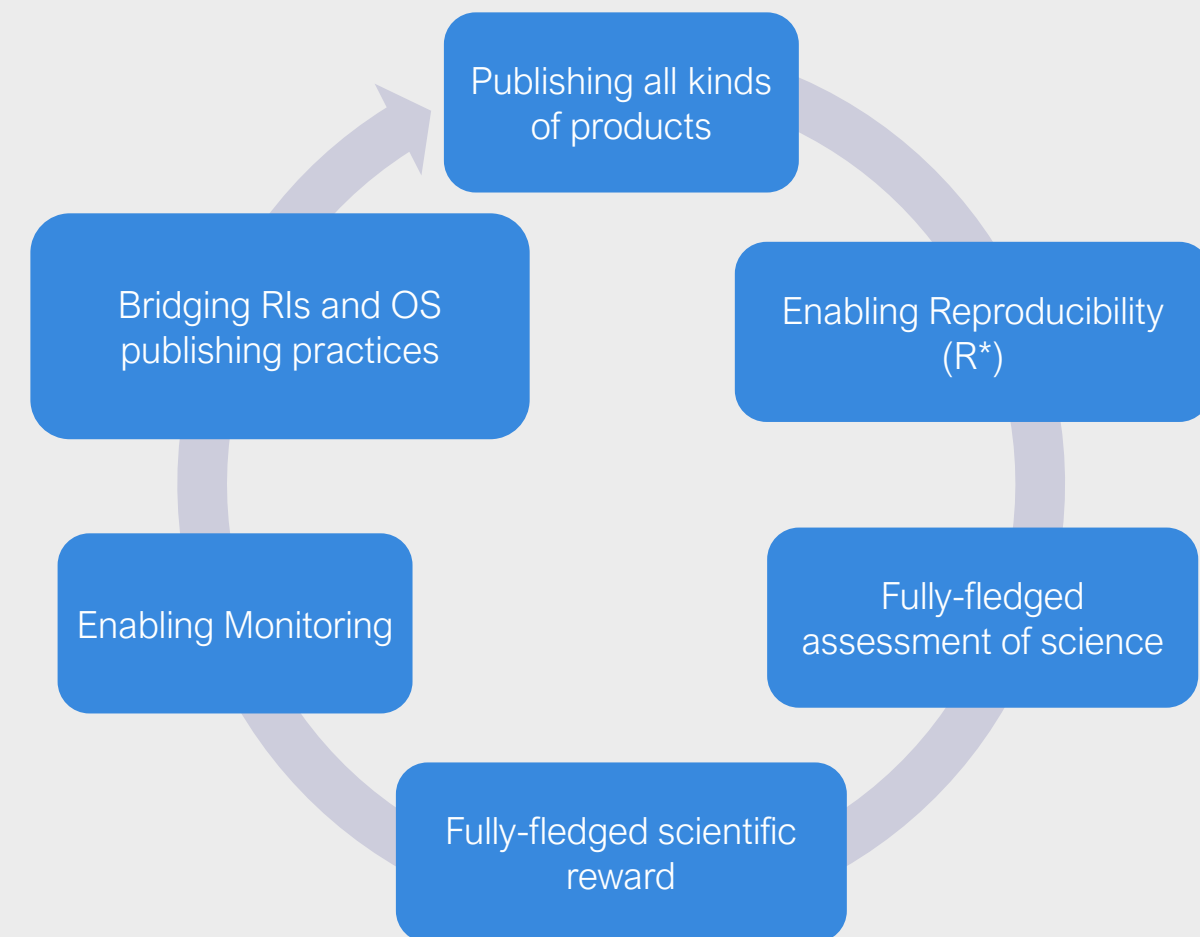 Publishing all kinds
of products
Enabling Reproducibility
(R*)
Fully-fledged
assessment of science
Fully-fledged scientific
reward
Enabling Monitoring
Bridging RIs and OS
publishing practices